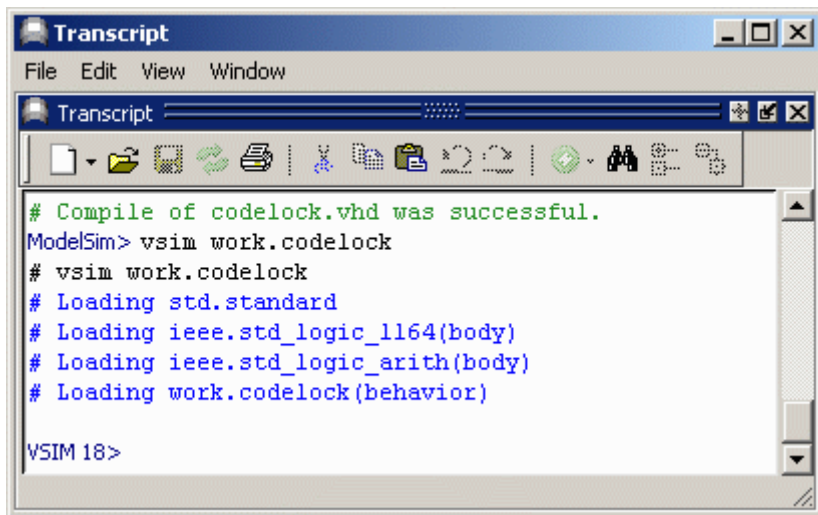 Transcript
File Edit View Window
Transcript
# Compile of codelock.vhd was successful.
ModelSim> vsim work.codelock
# vsim work.codelock
# Loading std.standard
# Loading ieee.std_logic_1164(body)
# Loading ieee.std_logic_arith(body)
# Loading work.codelock(behavior)
VSIM 18>